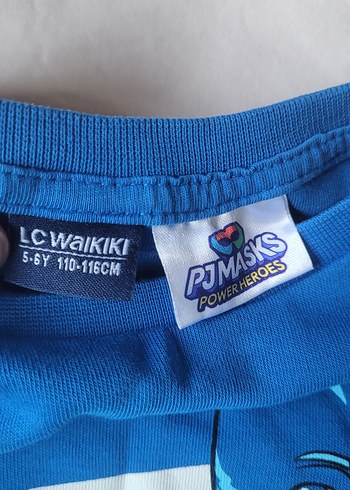 LC WAIKIKI
5-6Y 110-116CM
PJ MASKS
POWER HEROES